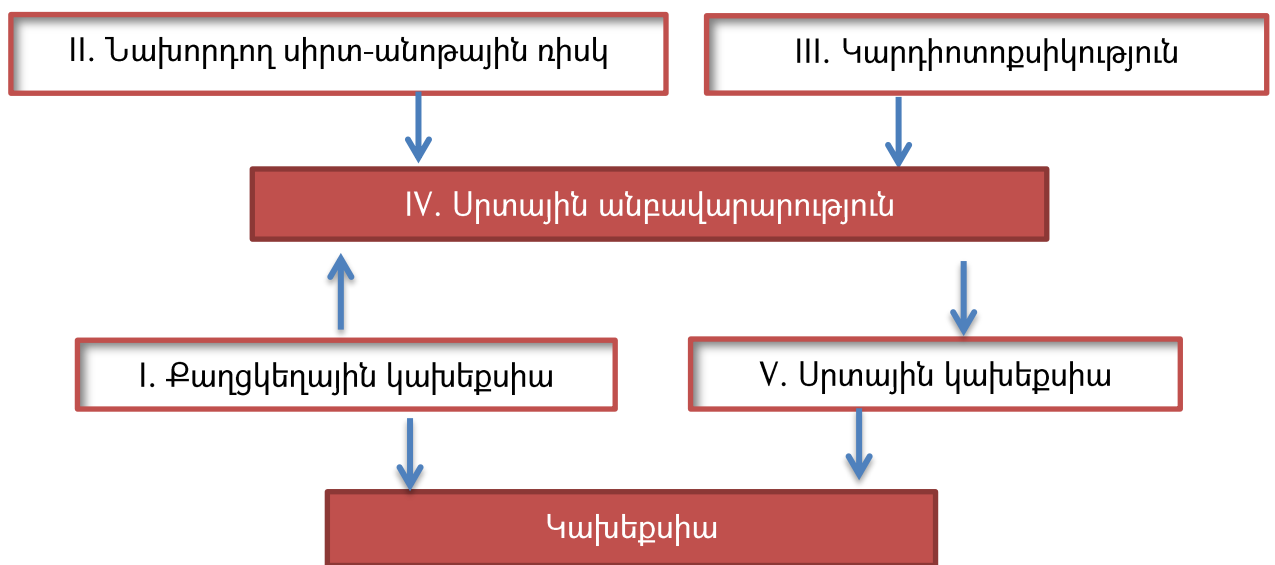 II. Նախորդող սիրտ-անոթային ռիսկ
III. Կարդիոտոքսիկություն
IV. Սրտային անբավարարություն
I. Քաղցկեղային կախեքսիա
V. Սրտային կախեքսիա
Կախեքսիա